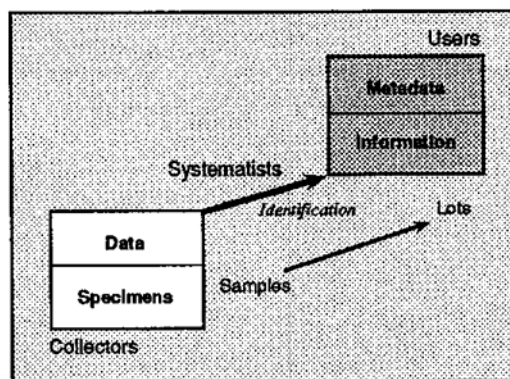 Users
Metadata
Information
Systematists
Identification
Lots
Data
Samples
Specimens
Collectors